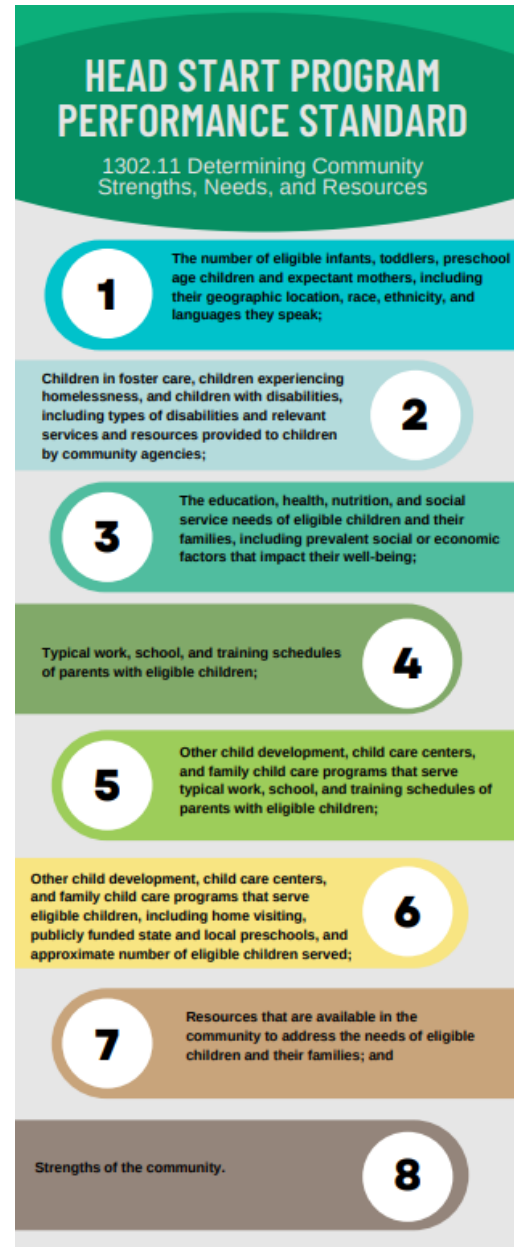 HEAD START PROGRAM
PERFORMANCE STANDARD
1302.11 Determining Community
Strengths, Needs, and Resources
1
The number of eligible infants, toddlers, preschool
age children and expectant mothers, including
their geographic location, race, ethnicity, and
languages they speak;
Children in foster care, children experiencing
homelessness, and children with disabilities,
including types of disabilities and relevant
services and resources provided to children
by community agencies;
2
3
The education, health, nutrition, and social
service needs of eligible children and their
families, including prevalent social or economic
factors that impact their well-being;
Typical work, school, and training schedules
of parents with eligible children;
4
5
Other child development, child care centers,
and family child care programs that serve
typical work, school, and training schedules of
parents with eligible children;
Other child development, child care centers,
and family child care programs that serve
eligible children, including home visiting,
publicly funded state and local preschools, and
approximate number of eligible children served;
6
7
Resources that are available in the
community to address the needs of eligible
children and their families; and
Strengths of the community.
8